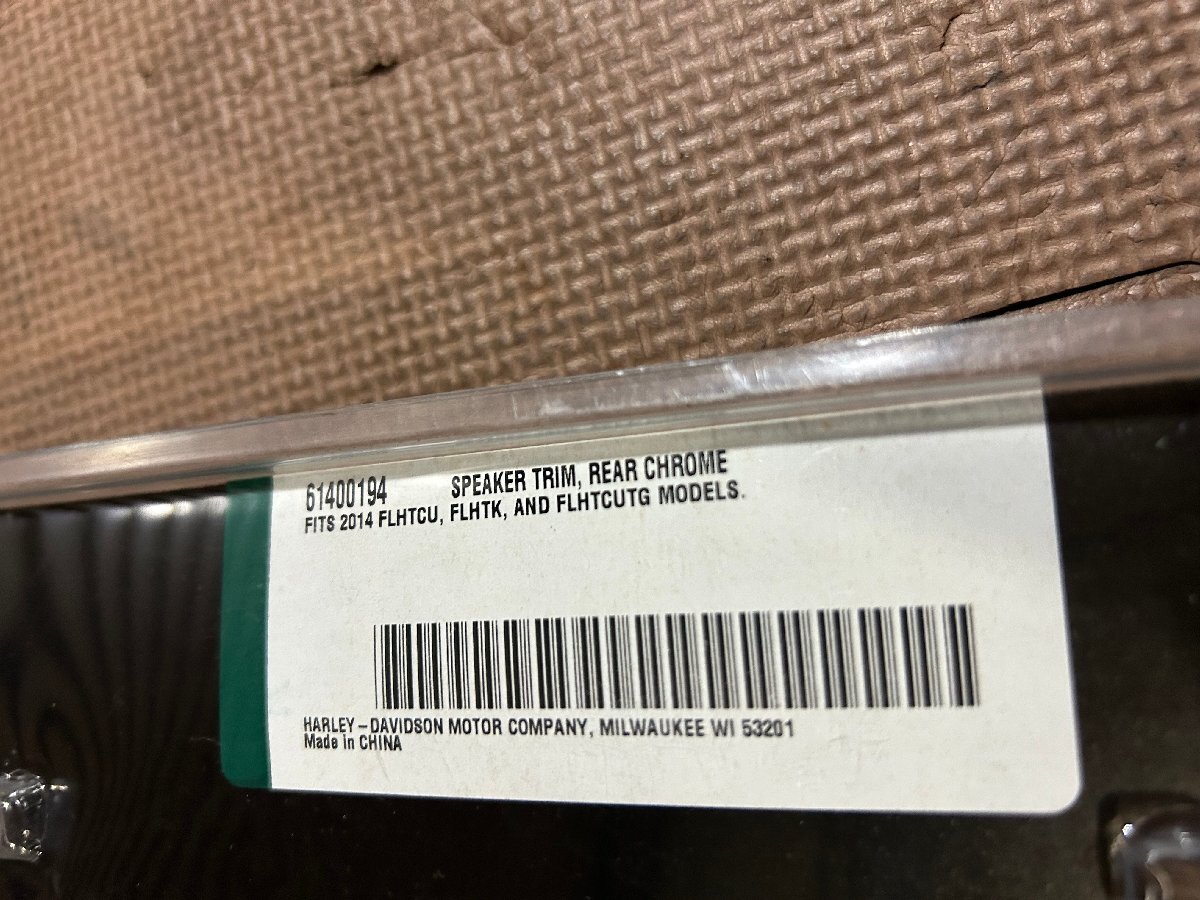 61400194 SPEAKER TRIM, REAR CHROME
FITS 2014 FLHTCU, FLHTK, AND FLHTCUTG MODELS.
HARLEY-DAVIDSON MOTOR COMPANY, MILWAUKEE WI 53201
Made in CHINA